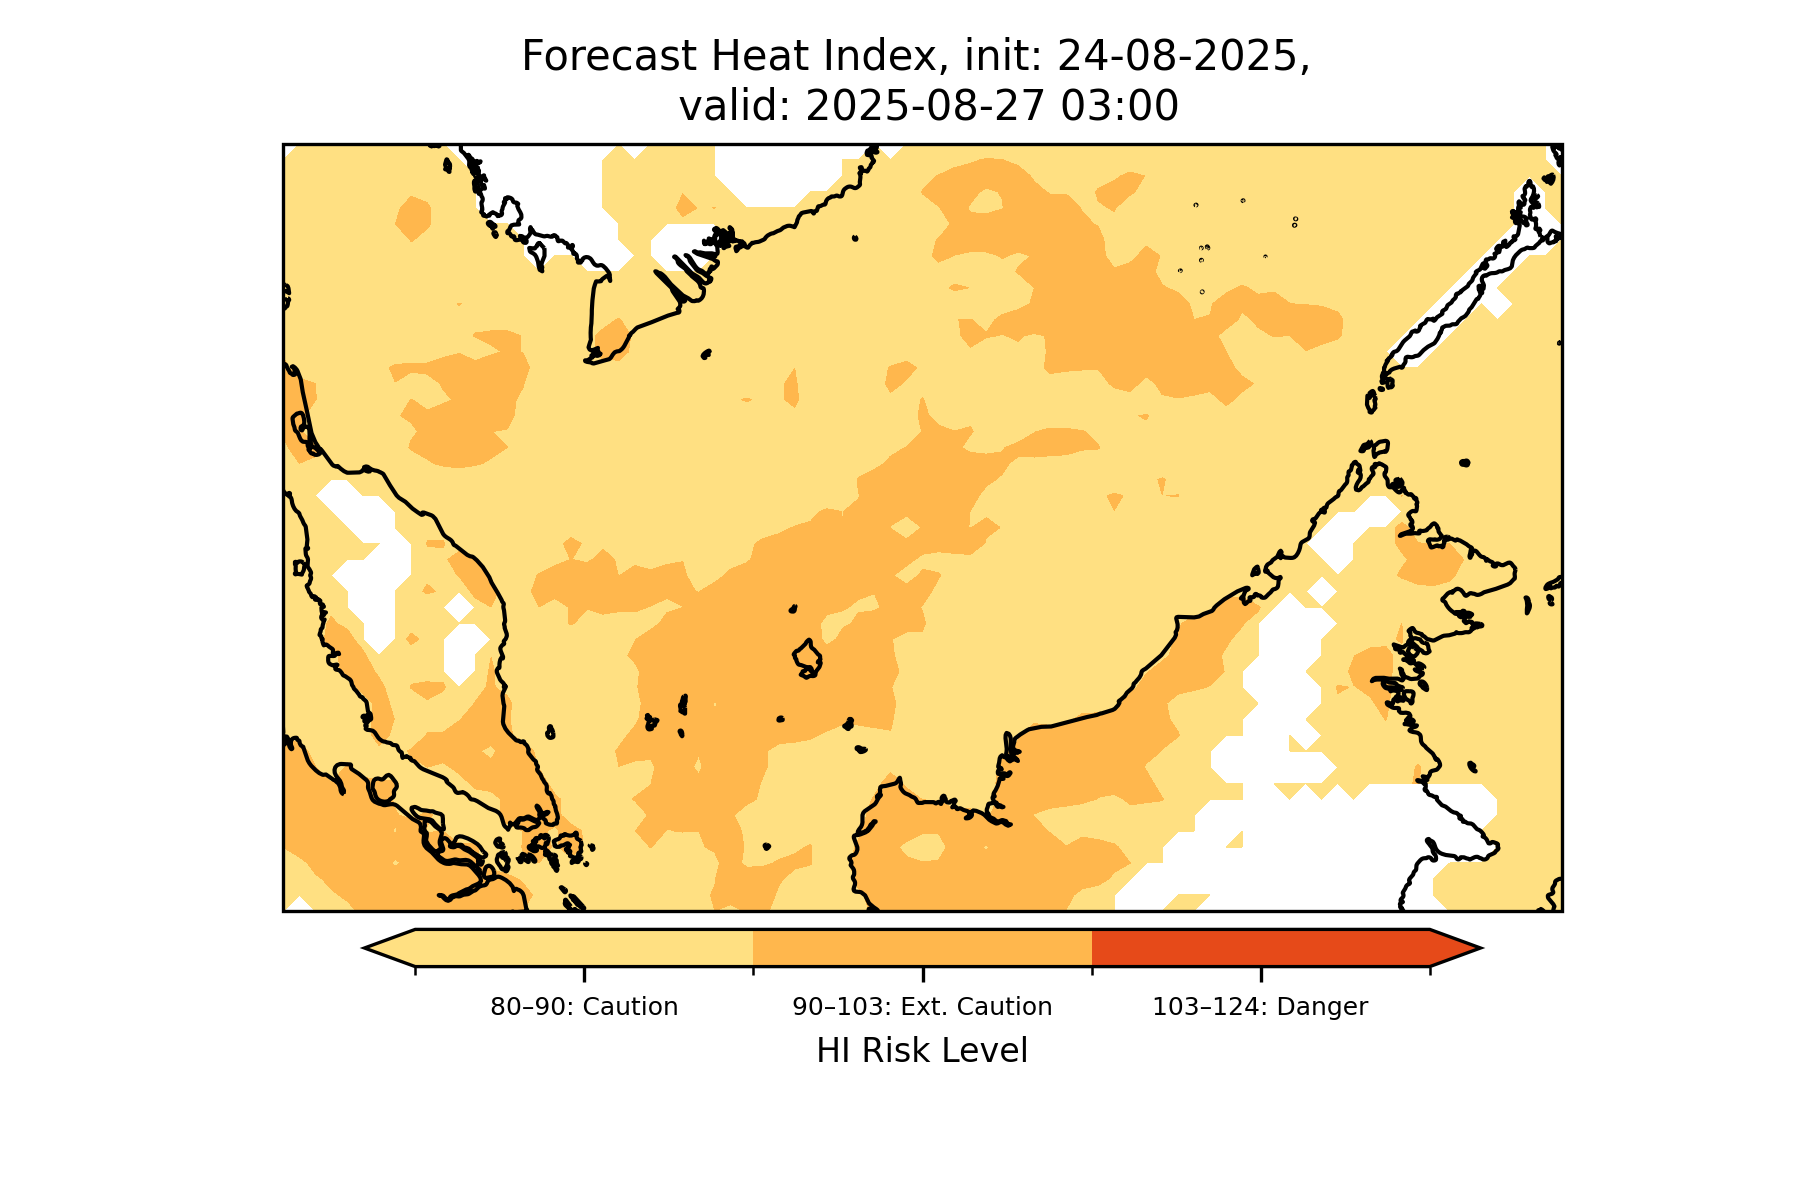 Forecast Heat Index, init: 24-08-2025,
valid: 2025-08-27 03:00
80–90: Caution
90–103: Ext. Caution
103–124: Danger
HI Risk Level